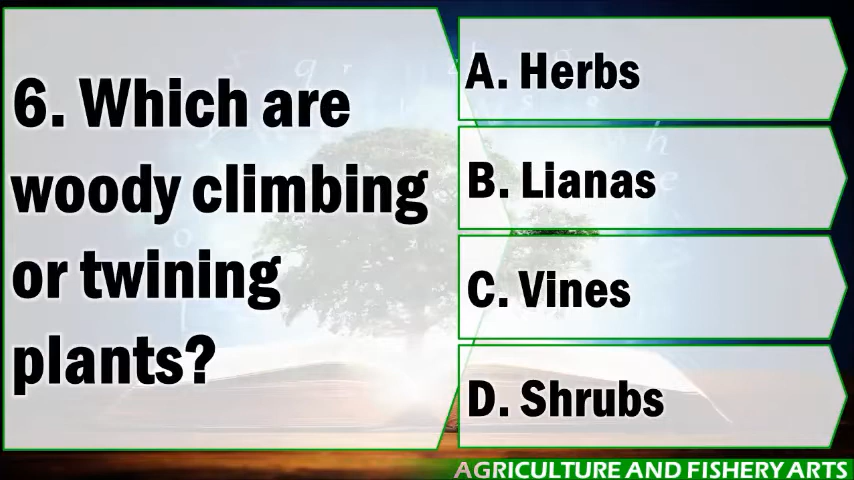 6. Which are
woody climbing
or twining
plants?
A. Herbs
B. Lianas
C. Vines
D. Shrubs
AGRICULTURE AND FISHERY ARTS